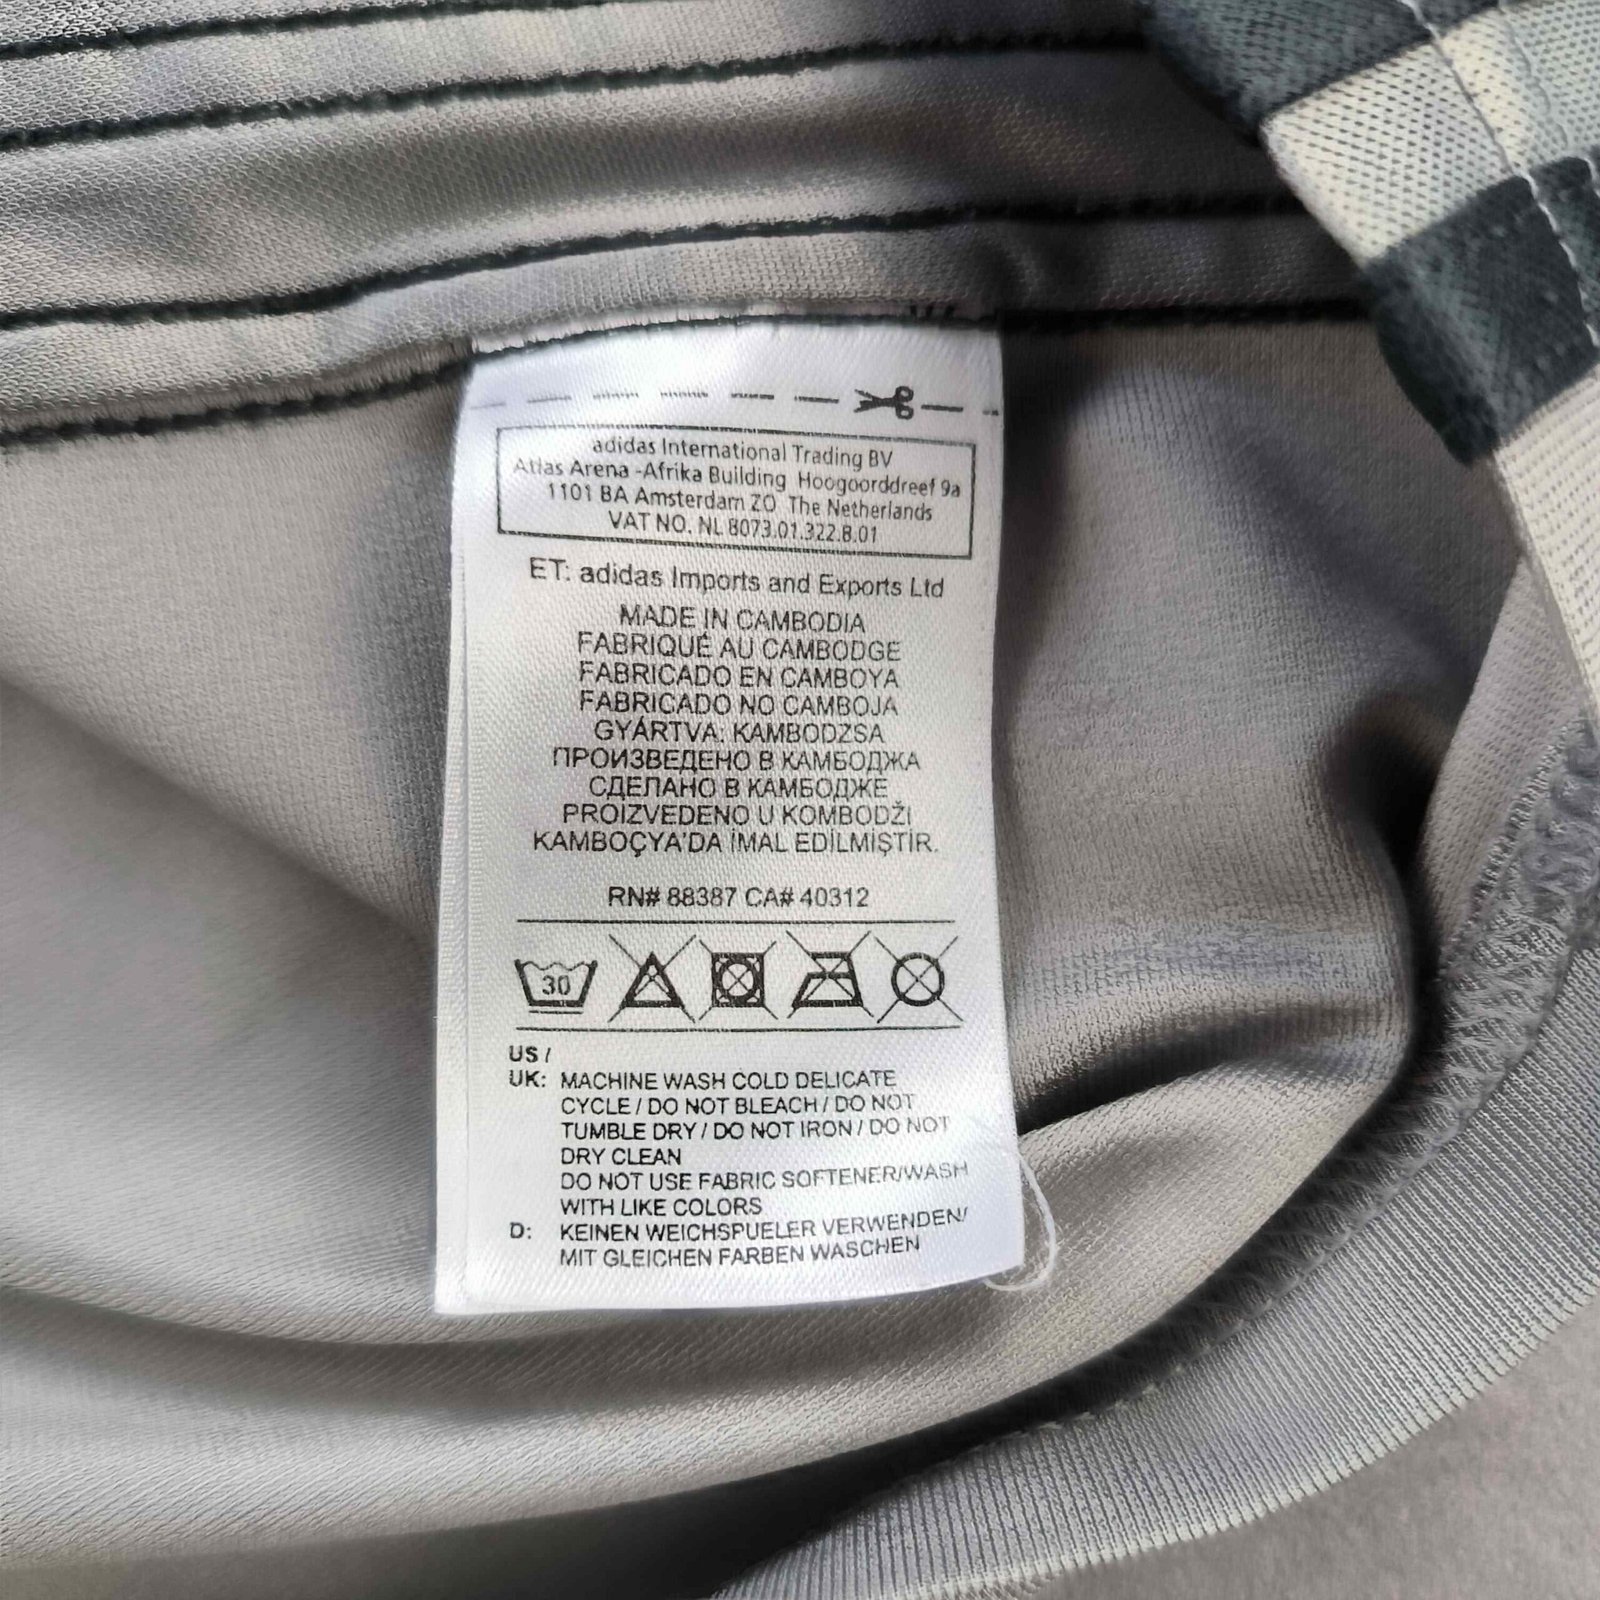 adidas International Trading BV
Atlas Arena -Afrika Building Hoogoorddreef 9a
1101 BA Amsterdam ZO The Netherlands
VAT NO. NL 8073.01.322.B.01
ET: adidas Imports and Exports Ltd
MADE IN CAMBODIA
FABRIQUÉ AU CAMBODGE
FABRICADO EN CAMBOYA
FABRICADO NO CAMBOJA
GYÁRTVA: KAMBODZSA
ПРОИЗВЕДЕНО В КАМБОДЖА
СДЕЛАНО В КАМБОДЖЕ
PROIZVEDENO U KOMBODŽI
KAMBOÇYA'DA İMAL EDİLMİŞTİR.
RN# 88387 CA# 40312
30
US /
UK: MACHINE WASH COLD DELICATE
CYCLE / DO NOT BLEACH / DO NOT
TUMBLE DRY / DO NOT IRON / DO NOT
DRY CLEAN
DO NOT USE FABRIC SOFTENER/WASH
WITH LIKE COLORS
D: KEINEN WEICHSPUELER VERWENDEN/
MIT GLEICHEN FARBEN WASCHEN